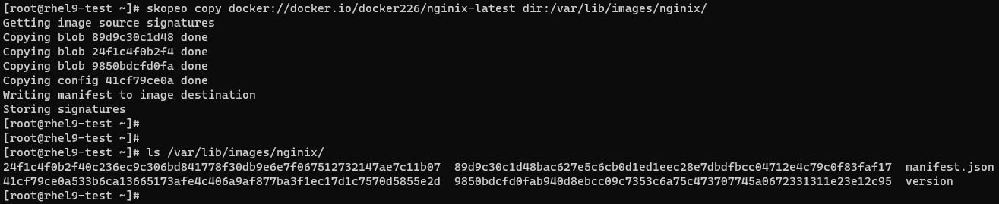 [root@rhel9-test ~]# skopeo copy docker://docker.io/docker226/nginix-latest dir:/var/lib/images/nginix/
Getting image source signatures
Copying blob 89d9c30c1d48 done
Copying blob 24f1c4f0b2f4 done
Copying blob 9850bdcfd0fa done
Copying config 41cf79ce0a done
Writing manifest to image destination
Storing signatures
[root@rhel9-test ~]#
[root@rhel9-test ~]#
[root@rhel9-test ~]# ls /var/lib/images/nginix/
24f1c4f0b2f40c236ec9c306bd841778f30db9e6e7f067512732147ae7c11b07  89d9c30c1d48bac627e5c6cb0d1ed1eec28e7dbdfbcc04712e4c79c0f83faf17  manifest.json
41cf79ce0a533b6ca13665173afe4c406a9af877ba3f1ec17d1c7570d5855e2d  9850bdcfd0fab940d8ebcc09c7353c6a75c473707745a0672331311e23e12c95  version
[root@rhel9-test ~]#